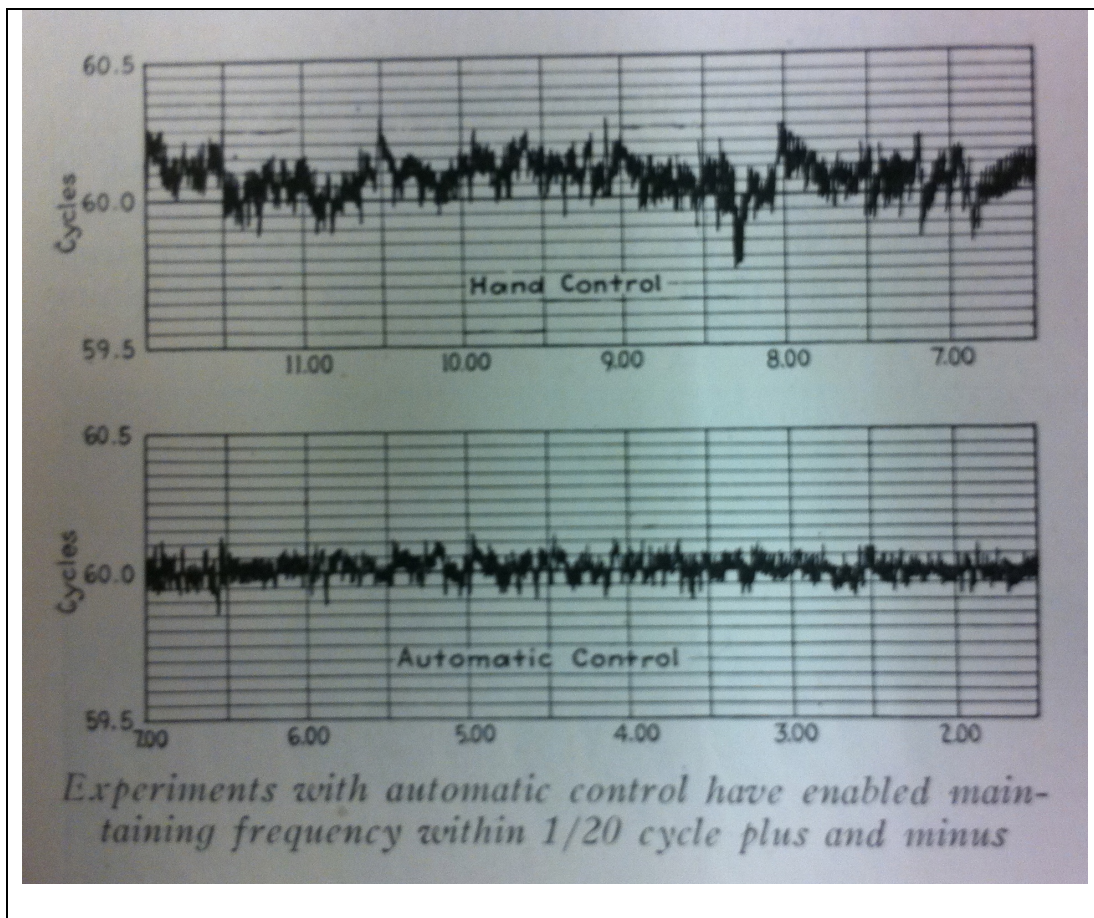 60.5
Cycles
60.0
Hand Control
59.5
11.00 10.00 9.00 8.00 7.00
60.5
Cycles
60.0
Automatic Control
59.5
7.00 6.00 5.00 4.00 3.00 2.00
Experiments with automatic control have enabled main-
taining frequency within 1/20 cycle plus and minus